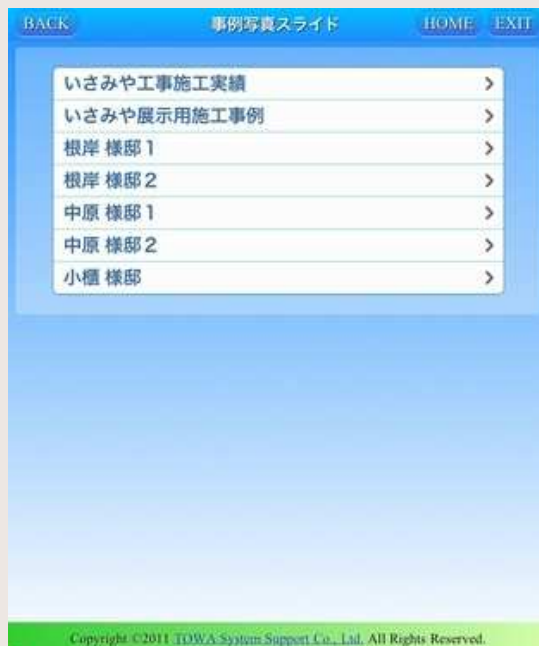 BACK 事例写真スライド HOME EXIT
いさみや工事施工実績
いさみや展示用施工事例
根岸 様邸1
根岸 様邸2
中原 様邸1
中原 様邸2
小櫃 様邸
Copyright ©2011 TOWA System Support Co., Ltd. All Rights Reserved.